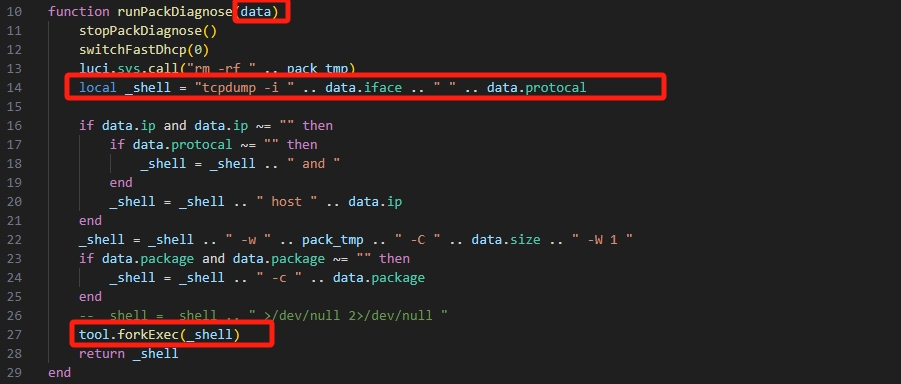 10 function runPackDiagnose(data)
11 stopPackDiagnose()
12 switchFastDhcp(0)
13 luci.sys.call("rm -rf " .. pack_tmp)
14 local _shell = "tcpdump -i " .. data.iface .. " " .. data.protocal
15
16 if data.ip and data.ip ~= "" then
17 if data.protocal ~= "" then
18 _shell = _shell .. " and "
19 end
20 _shell = _shell .. " host " .. data.ip
21 end
22 _shell = _shell .. " -w " .. pack_tmp .. " -C " .. data.size .. " -W 1 "
23 if data.package and data.package ~= "" then
24 _shell = _shell .. " -c " .. data.package
25 end
26 -- _shell = _shell .. " >/dev/null 2>/dev/null "
27 tool.forkExec(_shell)
28 return _shell
29 end